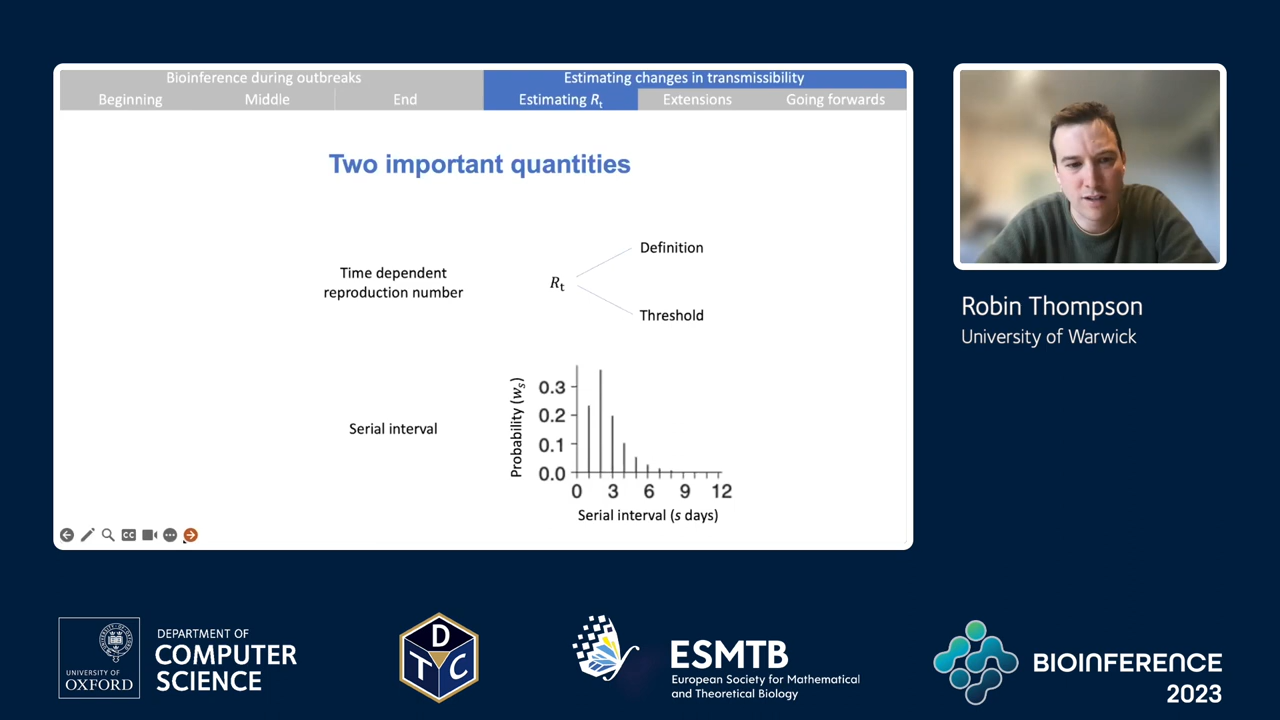 Bioinference during outbreaks
Estimating changes in transmissibility
Beginning
Middle
End
Estimating Rt
Extensions
Going forwards
Two important quantities
Time dependent
reproduction number
Rt
Definition
Threshold
Serial interval
Probability (ws)
0.3
0.2
0.1
0.0
0 3 6 9 12
Serial interval (s days)
CC
Robin Thompson
University of Warwick
UNIVERSITY OF
OXFORD
DEPARTMENT OF
COMPUTER
SCIENCE
D
T C
ESMTB
European Society for Mathematical
and Theoretical Biology
BIOINFERENCE
2023